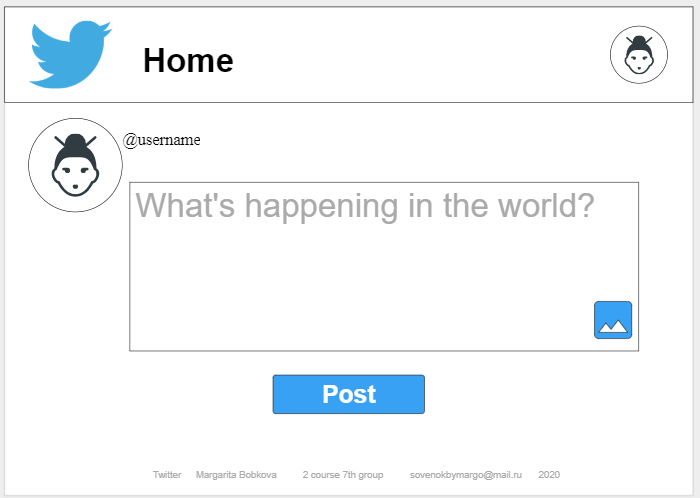 Home
@username
What's happening in the world?
Post
Twitter Margarita Bobkova 2 course 7th group sovenokbymargo@mail.ru 2020